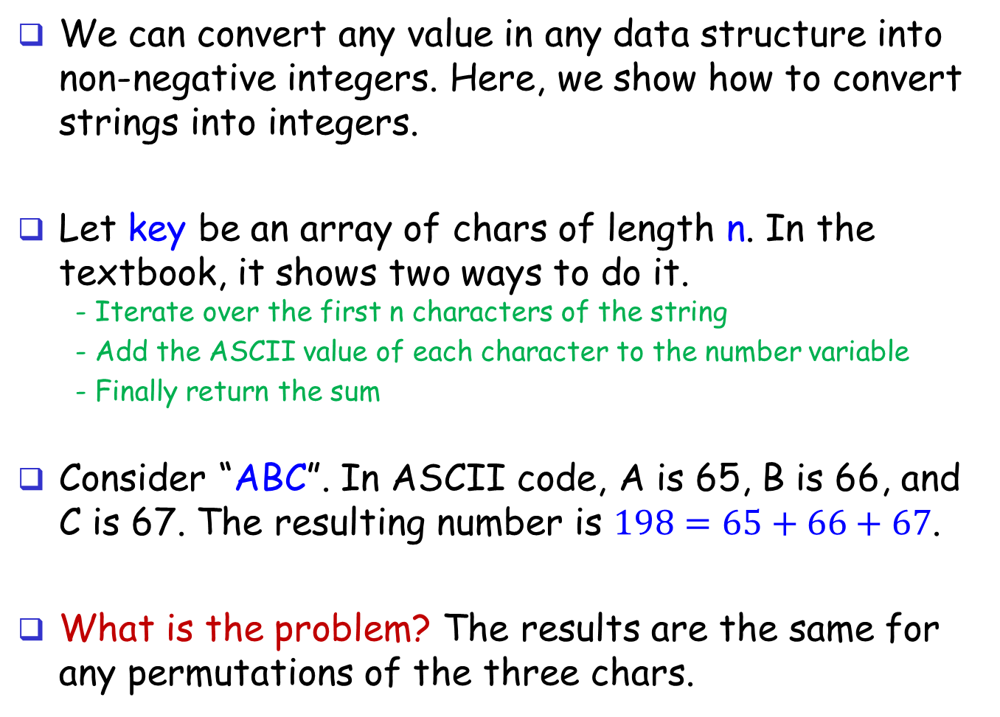 We can convert any value in any data structure into
non-negative integers. Here, we show how to convert
strings into integers.
Let key be an array of chars of length n. In the
textbook, it shows two ways to do it.
- Iterate over the first n characters of the string
- Add the ASCII value of each character to the number variable
- Finally return the sum
Consider “ABC”. In ASCII code, A is 65, B is 66, and
C is 67. The resulting number is 198 = 65 + 66 + 67.
What is the problem? The results are the same for
any permutations of the three chars.